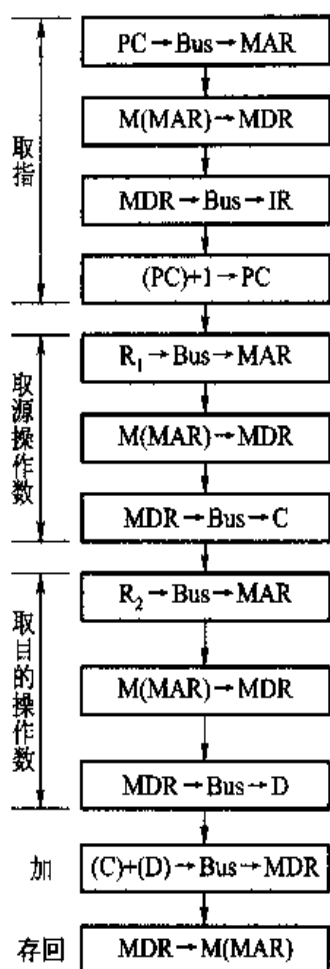 取指
PC→Bus→MAR
M(MAR)→MDR
MDR→Bus→IR
(PC)+1→PC
取源操作数
R₁→Bus→MAR
M(MAR)→MDR
MDR→Bus→C
取目的操作数
R₂→Bus→MAR
M(MAR)→MDR
MDR→Bus→D
加
(C)+(D)→Bus→MDR
存回
MDR→M(MAR)